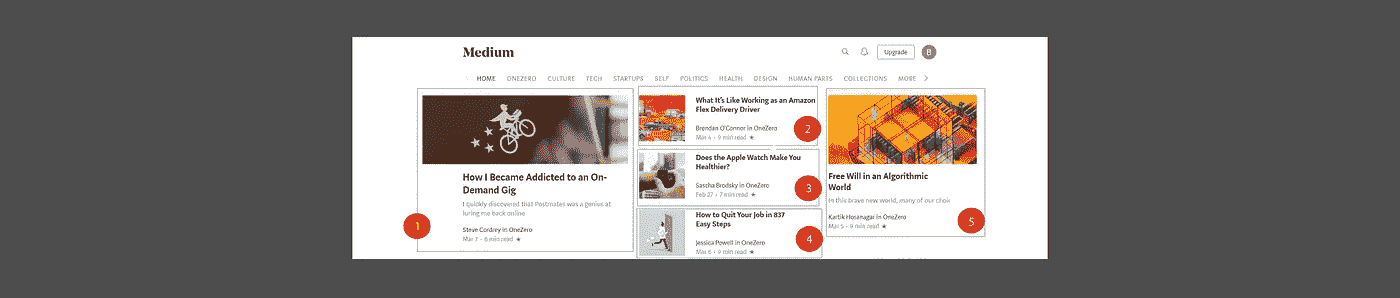 Medium
Upgrade
B
HOME ONEZERO CULTURE TECH STARTUPS SELF POLITICS HEALTH DESIGN HUMAN PARTS COLLECTIONS MORE
How I Became Addicted to an On-
Demand Gig
I quickly discovered that Postmates was a genius at
luring me back online
Steve Cordrey in OneZero
Mar 7 · 6 min read ★
1
What It's Like Working as an Amazon
Flex Delivery Driver
Brendan O'Connor in OneZero
Mar 4 · 9 min read ★
2
Does the Apple Watch Make You
Healthier?
Sascha Brodsky in OneZero
Feb 27 · 7 min read ★
3
How to Quit Your Job in 837
Easy Steps
Jessica Powell in OneZero
Mar 6 · 9 min read ★
4
Free Will in an Algorithmic
World
In this brave new world, many of our choic
Kartik Hosanagar in OneZero
Mar 5 · 9 min read ★
5